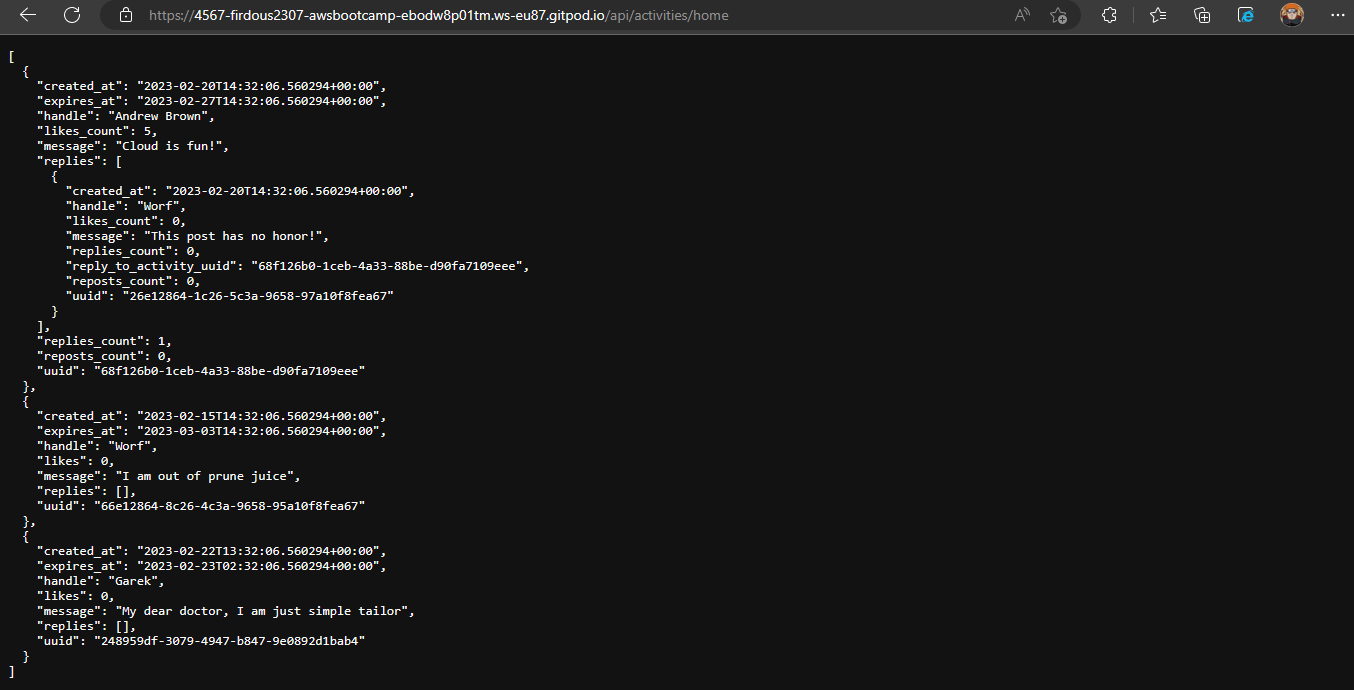 https://4567-firdous2307-awsbootcamp-ebodw8p01tm.ws-eu87.gitpod.io/api/activities/home
[
  {
    "created_at": "2023-02-20T14:32:06.560294+00:00",
    "expires_at": "2023-02-27T14:32:06.560294+00:00",
    "handle": "Andrew Brown",
    "likes_count": 5,
    "message": "Cloud is fun!",
    "replies": [
      {
        "created_at": "2023-02-20T14:32:06.560294+00:00",
        "handle": "Worf",
        "likes_count": 0,
        "message": "This post has no honor!",
        "replies_count": 0,
        "reply_to_activity_uuid": "68f126b0-1ceb-4a33-88be-d90fa7109eee",
        "reposts_count": 0,
        "uuid": "26e12864-1c26-5c3a-9658-97a10f8fea67"
      }
    ],
    "replies_count": 1,
    "reposts_count": 0,
    "uuid": "68f126b0-1ceb-4a33-88be-d90fa7109eee"
  },
  {
    "created_at": "2023-02-15T14:32:06.560294+00:00",
    "expires_at": "2023-03-03T14:32:06.560294+00:00",
    "handle": "Worf",
    "likes": 0,
    "message": "I am out of prune juice",
    "replies": [],
    "uuid": "66e12864-8c26-4c3a-9658-95a10f8fea67"
  },
  {
    "created_at": "2023-02-22T13:32:06.560294+00:00",
    "expires_at": "2023-02-23T02:32:06.560294+00:00",
    "handle": "Garek",
    "likes": 0,
    "message": "My dear doctor, I am just simple tailor",
    "replies": [],
    "uuid": "248959df-3079-4947-b847-9e0892d1bab4"
  }
]